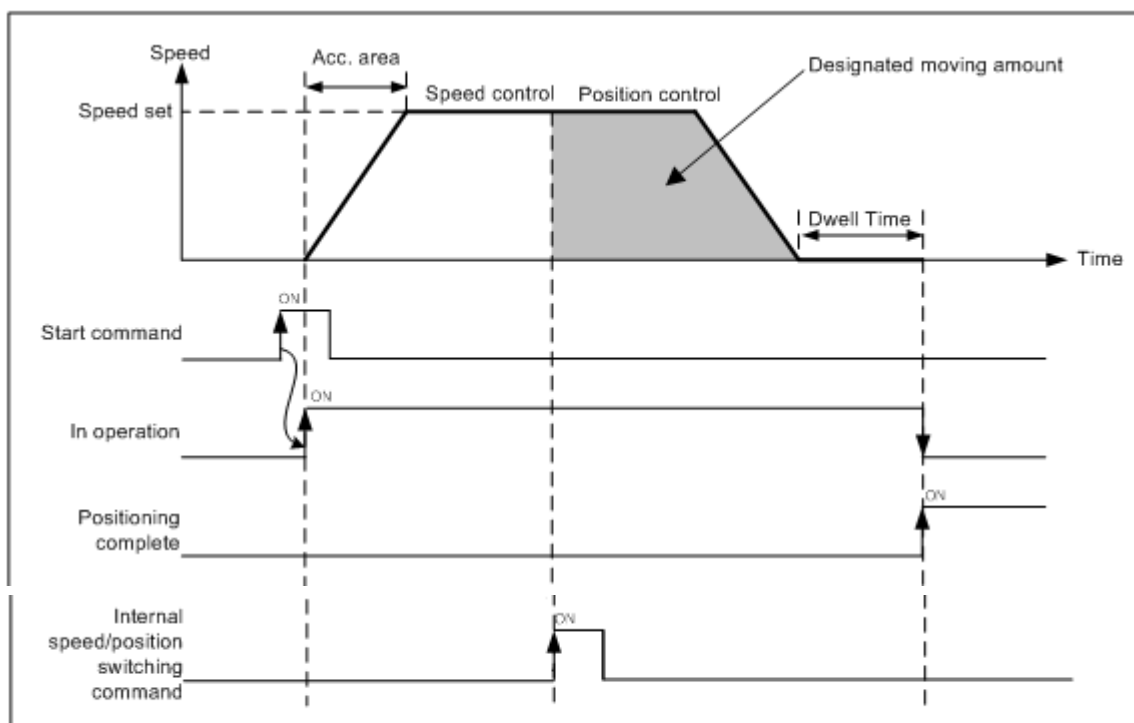 Speed
Acc. area
Designated moving amount
Speed control
Position control
Speed set
Dwell Time
Time
ON
Start command
ON
In operation
ON
Positioning
complete
Internal
speed/position
switching
command
ON